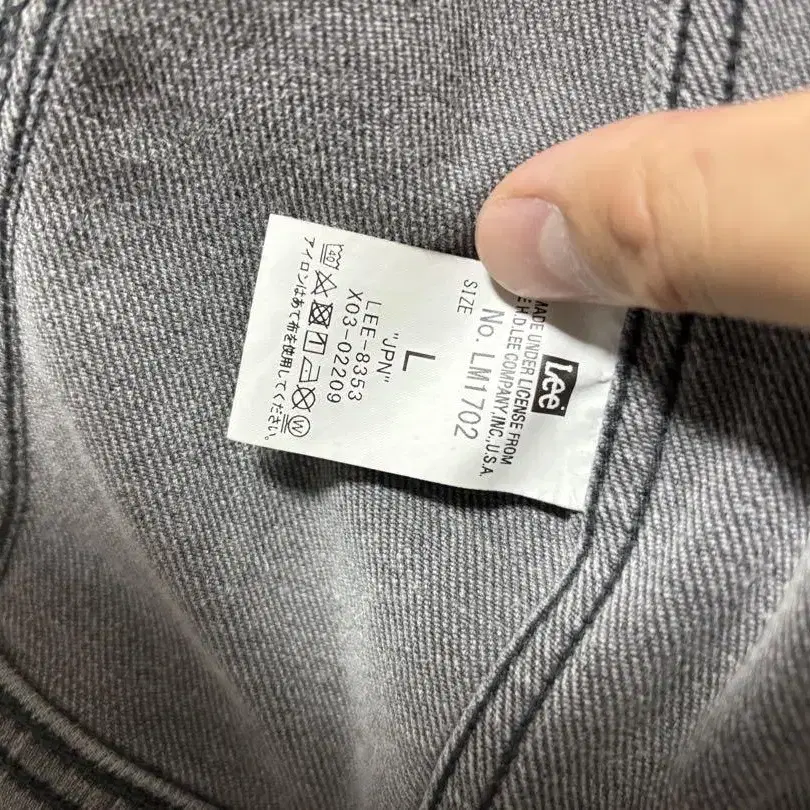 Lee
MADE UNDER LICENSE FROM
H.D.LEE COMPANY,INC.,U.S.A.
No. LM1702
SIZE
L
"JPN"
LEE-8353
X03-02209
40
W
アイロンはあて布を使用してください。